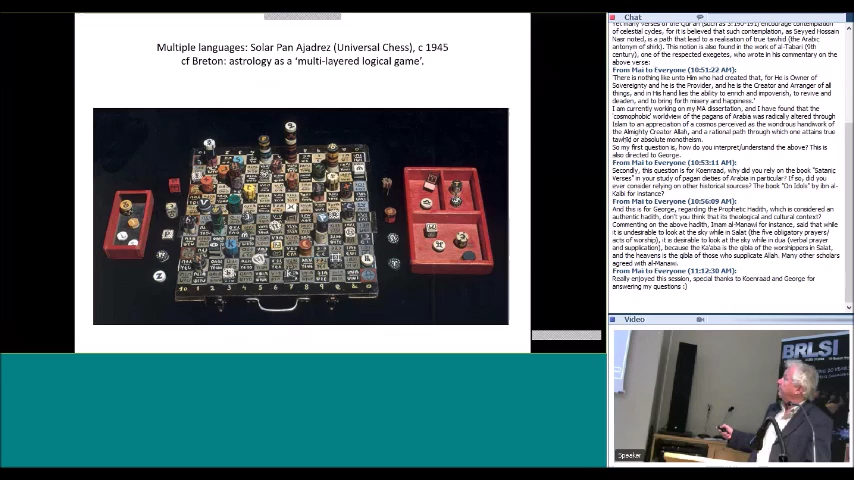 Multiple languages: Solar Pan Ajadrez (Universal Chess), c 1945
cf Breton: astrology as a ‘multi-layered logical game’.
Chat
Yet many verses of the Qur'an (such as 3:190-191) encourage contemplation
of celestial cycles, for it is believed that such contemplation, as Seyyed Hossain
Nasr noted, is a path that lead to a realisation of true tawhid (the Arabic
antonym of shirk). This notion is also found in the work of al-Tabari (9th
century), one of the respected exegetes, who wrote in his commentary on the
above verse:
From Mai to Everyone (10:51:22 AM):
'There is nothing like unto Him who had created that, for He is Owner of
Sovereignty and he is the Provider, and he is the Creator and Arranger of all
things, and in His hand lies the ability to enrich and impoverish, to revive and
deaden, and to bring forth misery and happiness.'
I am currently working on my MA dissertation, and I have found that the
'cosmophobic' worldview of the pagans of Arabia was radically altered through
Islam to an appreciation of a cosmos perceived as the wondrous handwork of
the Almighty Creator Allah, and a rational path through which one attains true
tawhid or absolute monotheism.
So my first question is, how do you interpret/understand the above? This is
also directed to George.
From Mai to Everyone (10:53:11 AM):
Secondly, this question is for Koenraad, why did you rely on the book "Satanic
Verses" in your study of pagan dieties of Arabia in particular? If so, did you
ever consider relying on other historical sources? The book "On Idols" by ibn al-
Kalbi for instance?
From Mai to Everyone (10:56:09 AM):
And this is for George, regarding the Prophetic Hadith, which is considered an
authentic hadith, don't you think that its theological and cultural context?
Commenting on the above hadith, Imam al-Manawi for instance, said that while
it is undesirable to look at the sky while in Salat (the five obligatory prayers/
acts of worship), it is desirable to look at the sky while in dua (verbal prayer
and supplication), because the Ka'aba is the qibla of the worshippers in Salat,
and the heavens is the qibla of those who supplicate Allah. Many other scholars
agreed with al-Manawi.
From Mai to Everyone (11:12:30 AM):
Really enjoyed this session, special thanks to Koenraad and George for
answering my questions :)
Video
BRLSI
Speaker